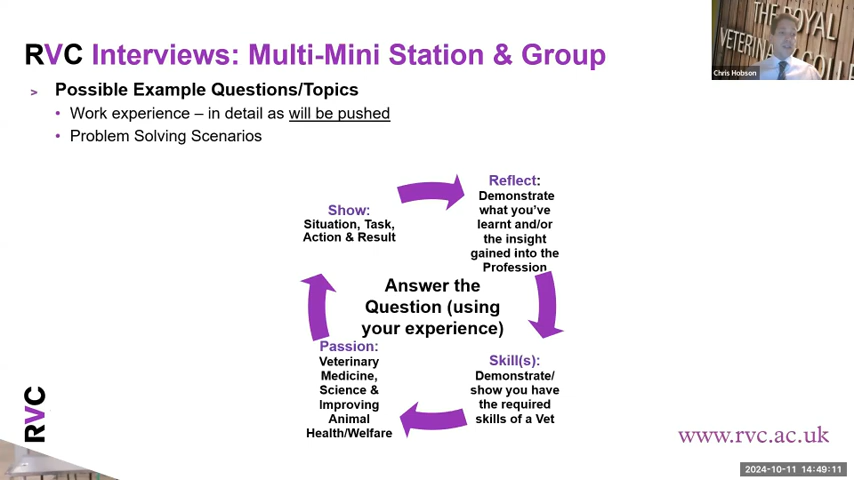 RVC Interviews: Multi-Mini Station & Group
> Possible Example Questions/Topics
• Work experience – in detail as will be pushed
• Problem Solving Scenarios
Show:
Situation, Task,
Action & Result
Reflect:
Demonstrate
what you've
learnt and/or
the insight
gained into the
Profession
Answer the
Question (using
your experience)
Passion:
Veterinary
Medicine,
Science &
Improving
Animal
Health/Welfare
Skill(s):
Demonstrate/
show you have
the required
skills of a Vet
RVC
www.rvc.ac.uk
THE ROYAL
VETERINARY COLL
Chris Hobson
2024-10-11 14:49:11